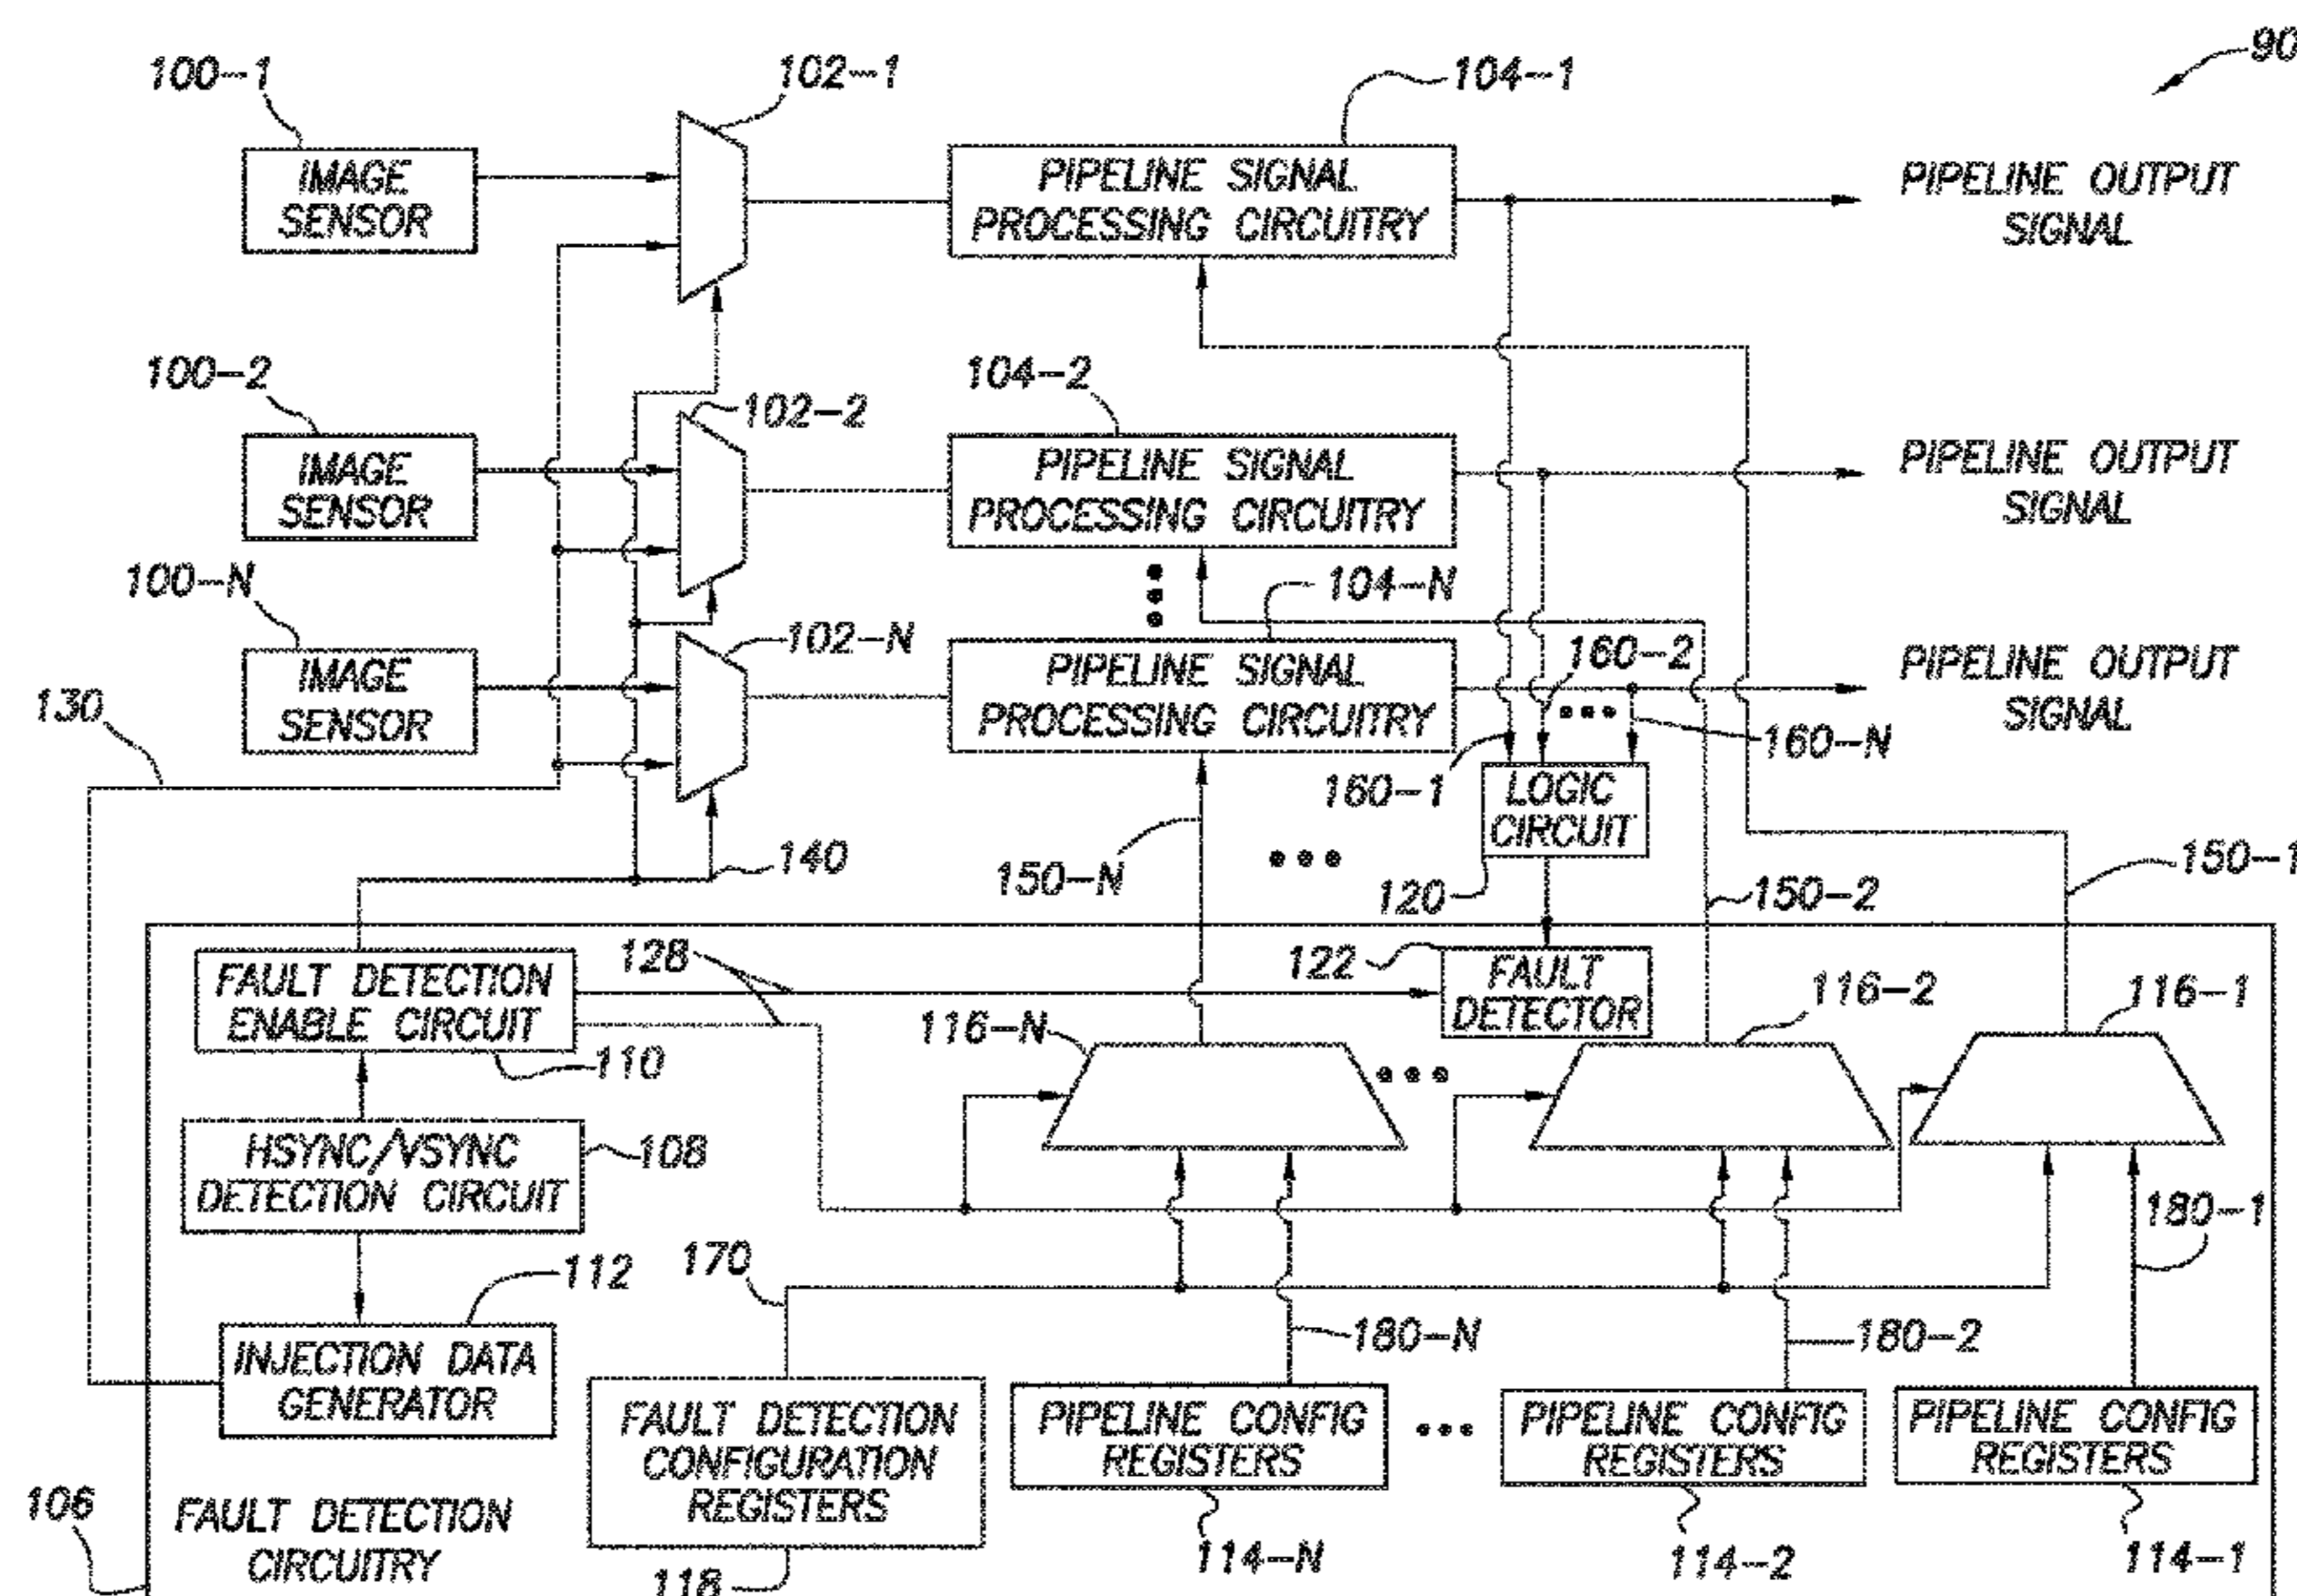 90
100-1
102-1
104-1
IMAGE
SENSOR
PIPELINE SIGNAL
PROCESSING CIRCUITRY
PIPELINE OUTPUT
SIGNAL
100-2
102-2
104-2
IMAGE
SENSOR
PIPELINE SIGNAL
PROCESSING CIRCUITRY
PIPELINE OUTPUT
SIGNAL
100-N
102-N
104-N
IMAGE
SENSOR
PIPELINE SIGNAL
PROCESSING CIRCUITRY
160-2
PIPELINE OUTPUT
SIGNAL
130
160-1
160-N
LOGIC
CIRCUIT
140
150-N
120
150-2
150-1
FAULT DETECTION
ENABLE CIRCUIT
128
122
FAULT
DETECTOR
110
116-N
116-2
116-1
HSYNC/VSYNC
DETECTION CIRCUIT
108
112
170
180-N
180-2
180-1
INJECTION DATA
GENERATOR
FAULT DETECTION
CONFIGURATION
REGISTERS
PIPELINE CONFIG
REGISTERS
PIPELINE CONFIG
REGISTERS
PIPELINE CONFIG
REGISTERS
106
FAULT DETECTION
CIRCUITRY
118
114-N
114-2
114-1